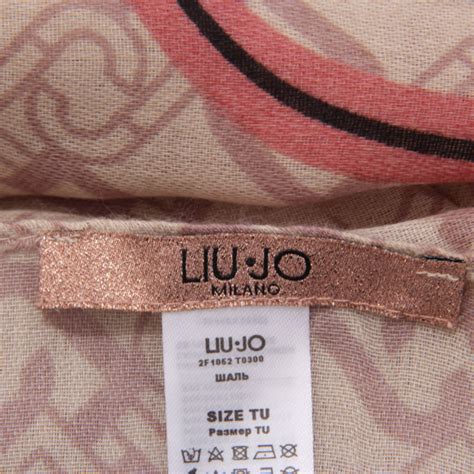 LIU·JO
MILANO
LIU·JO
2F1052 T0300
ШАЛЬ
SIZE TU
Размер TU